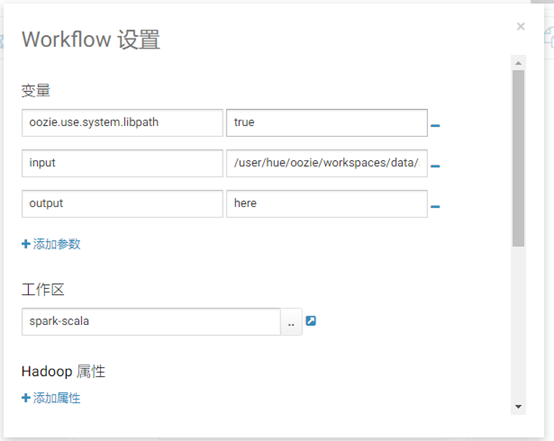 Workflow 设置
×
变量
oozie.use.system.libpath true
input /user/hue/oozie/workspaces/data/
output here
添加参数
工作区
spark-scala ..
Hadoop 属性
添加属性